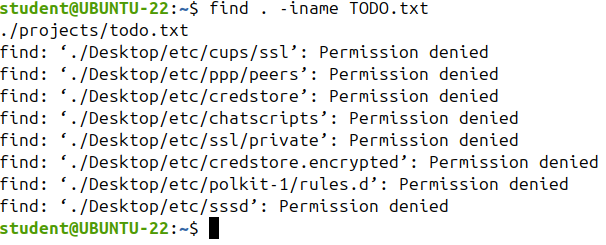 student@UBUNTU-22:~$ find . -iname TODO.txt
./projects/todo.txt
find: ‘./Desktop/etc/cups/ssl’: Permission denied
find: ‘./Desktop/etc/ppp/peers’: Permission denied
find: ‘./Desktop/etc/credstore’: Permission denied
find: ‘./Desktop/etc/chatscripts’: Permission denied
find: ‘./Desktop/etc/ssl/private’: Permission denied
find: ‘./Desktop/etc/credstore.encrypted’: Permission denied
find: ‘./Desktop/etc/polkit-1/rules.d’: Permission denied
find: ‘./Desktop/etc/sssd’: Permission denied
student@UBUNTU-22:~$